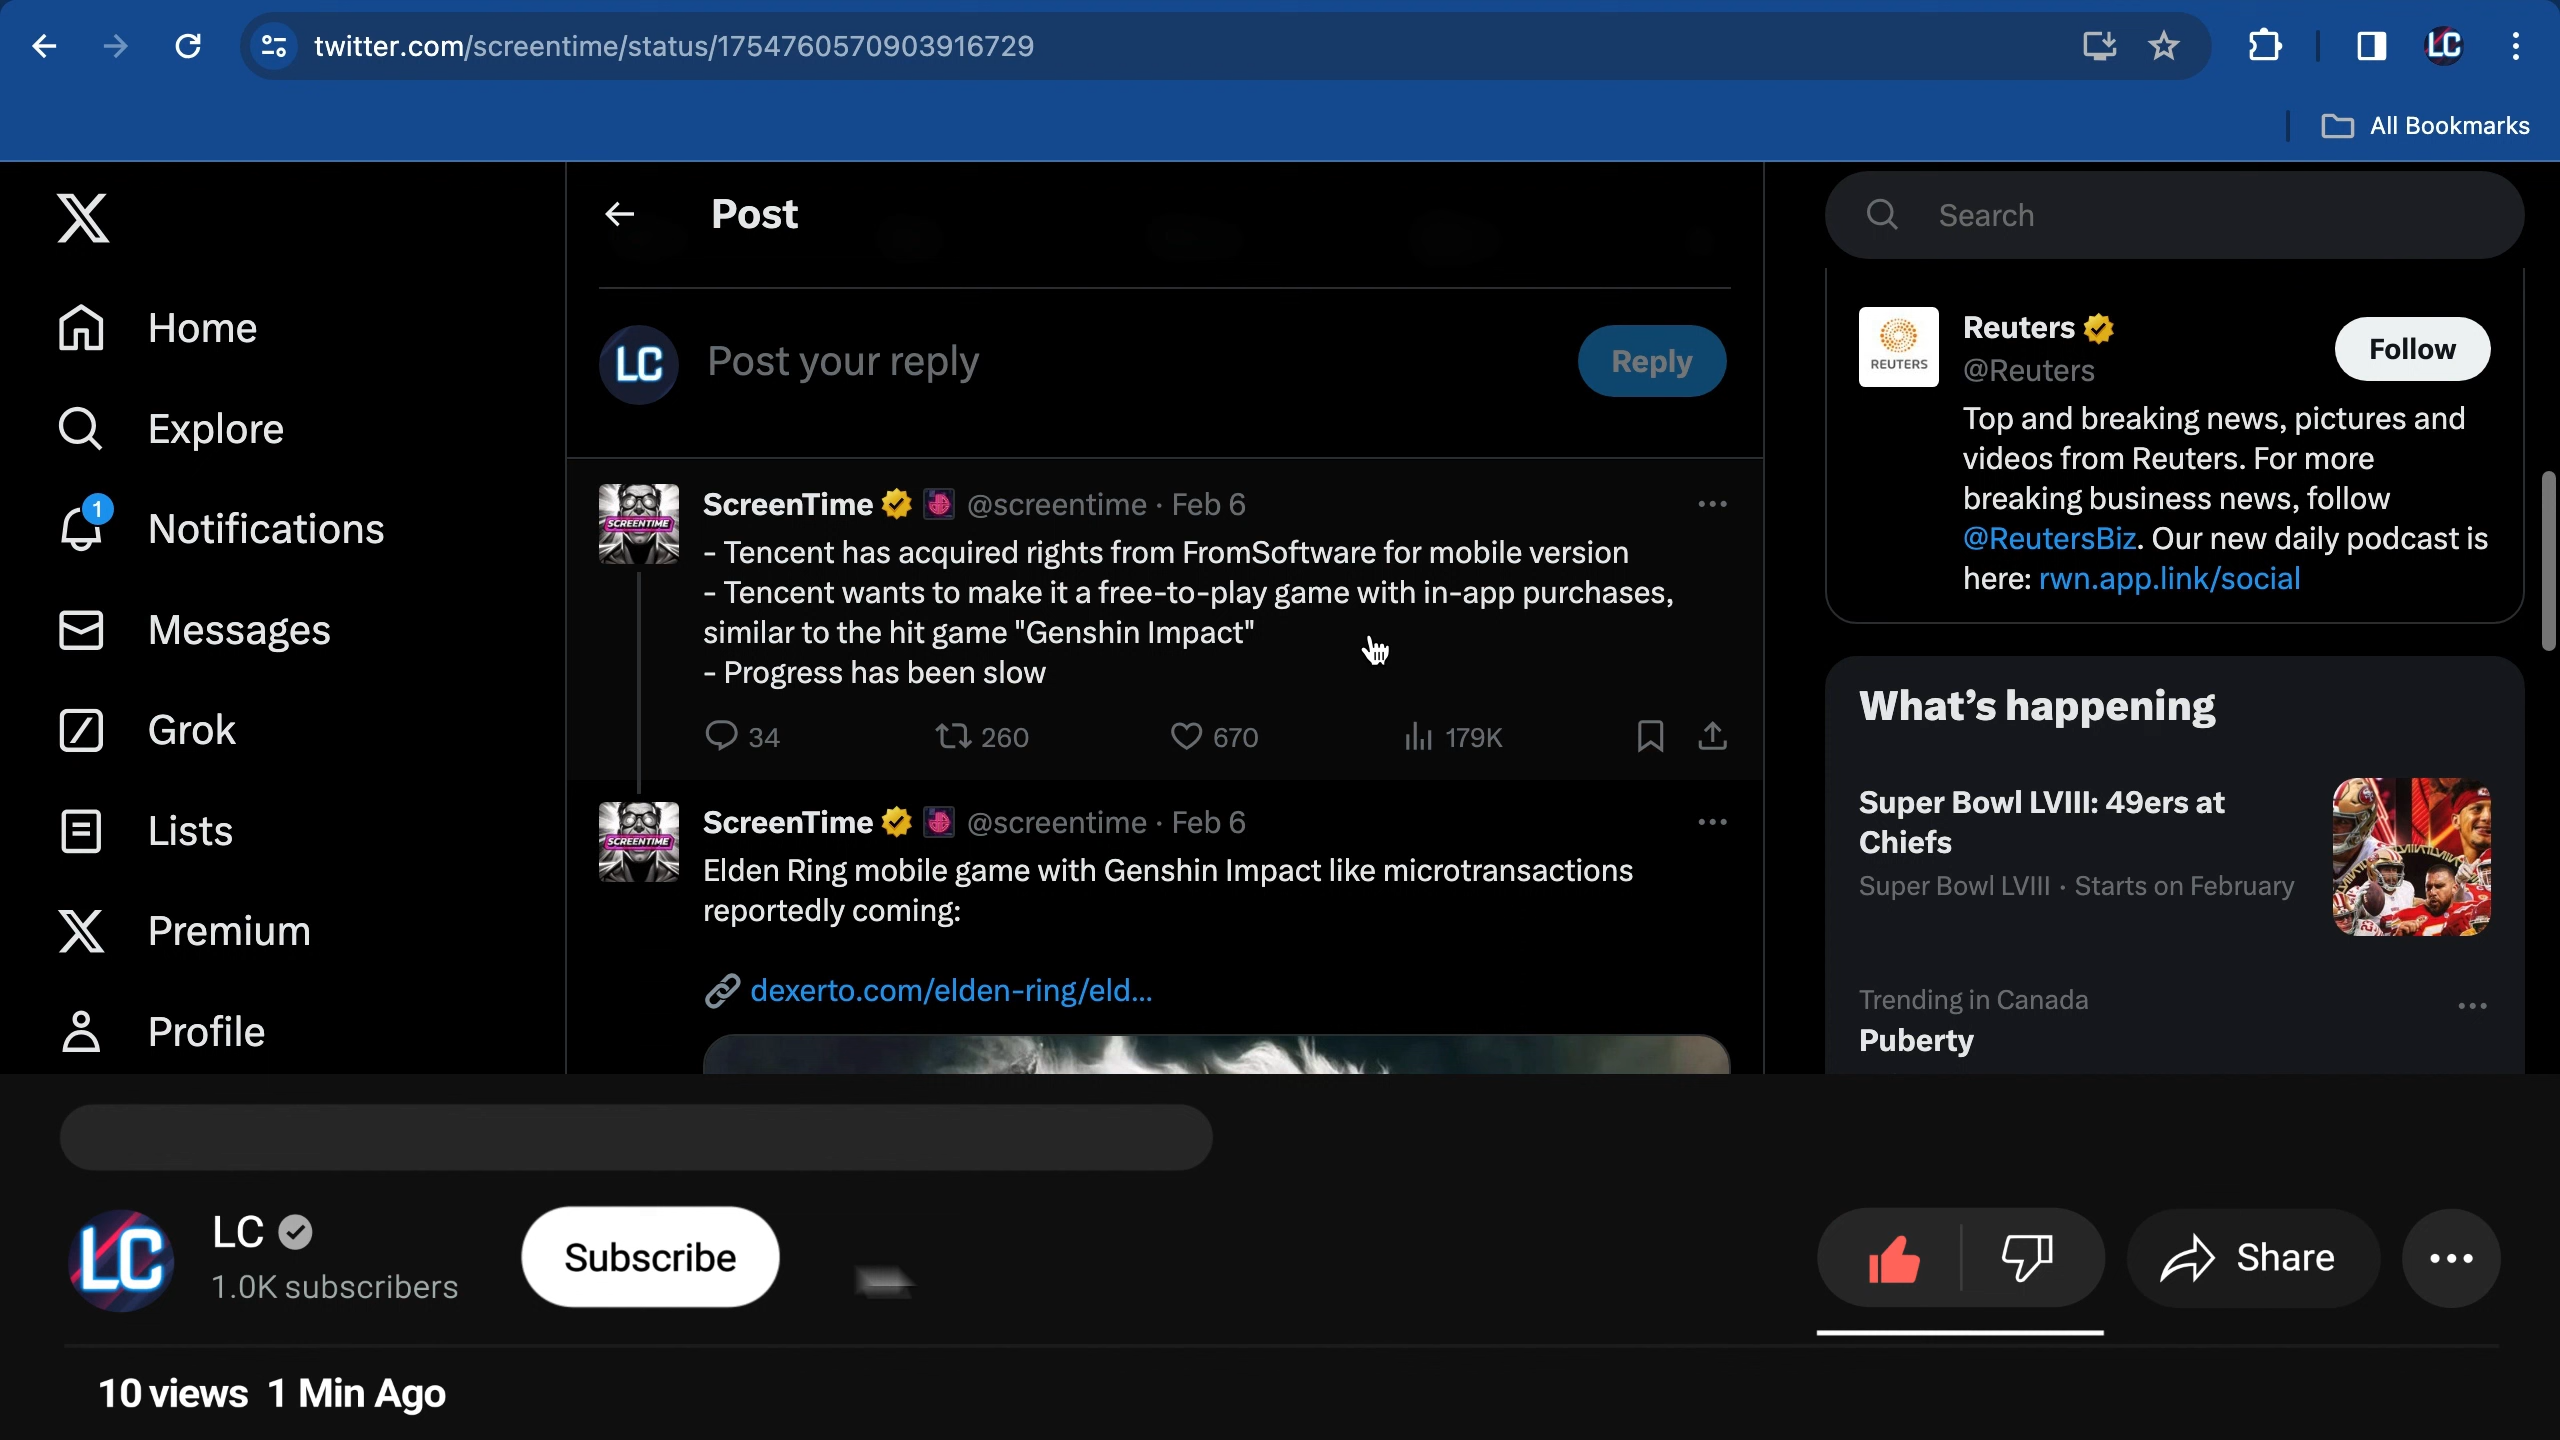 twitter.com/screentime/status/1754760570903916729
LC
All Bookmarks
Home
Explore
1
Notifications
Messages
Grok
Lists
Premium
Profile
Post
LC
Post your reply
Reply
SCREENTIME
ScreenTime @screentime · Feb 6
- Tencent has acquired rights from FromSoftware for mobile version
- Tencent wants to make it a free-to-play game with in-app purchases,
similar to the hit game "Genshin Impact"
- Progress has been slow
34
260
670
179K
SCREENTIME
ScreenTime @screentime · Feb 6
Elden Ring mobile game with Genshin Impact like microtransactions
reportedly coming:
dexerto.com/elden-ring/eld...
Search
REUTERS
Reuters
@Reuters
Follow
Top and breaking news, pictures and
videos from Reuters. For more
breaking business news, follow
@ReutersBiz. Our new daily podcast is
here: rwn.app.link/social
What's happening
Super Bowl LVIII: 49ers at
Chiefs
Super Bowl LVIII · Starts on February
Trending in Canada
Puberty
LC
LC
1.0K subscribers
Subscribe
Share
10 views 1 Min Ago